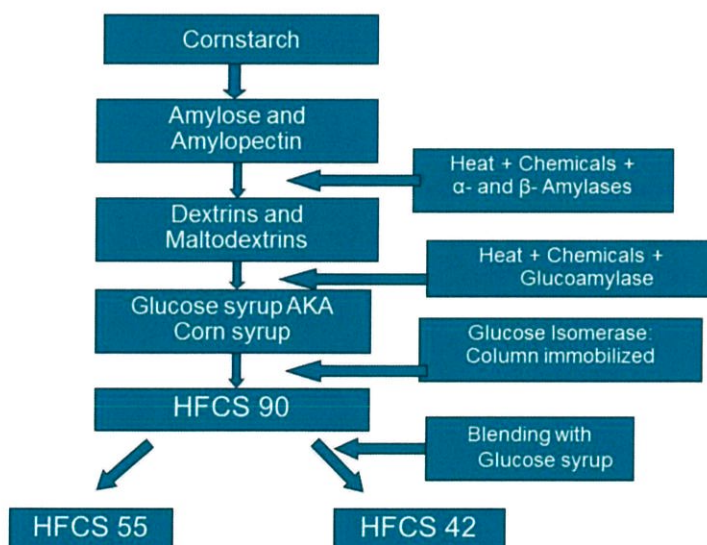 Cornstarch
Amylose and
Amylopectin
Heat + Chemicals +
α- and β- Amylases
Dextrins and
Maltodextrins
Heat + Chemicals +
Glucoamylase
Glucose syrup AKA
Corn syrup
Glucose Isomerase:
Column immobilized
HFCS 90
Blending with
Glucose syrup
HFCS 55
HFCS 42